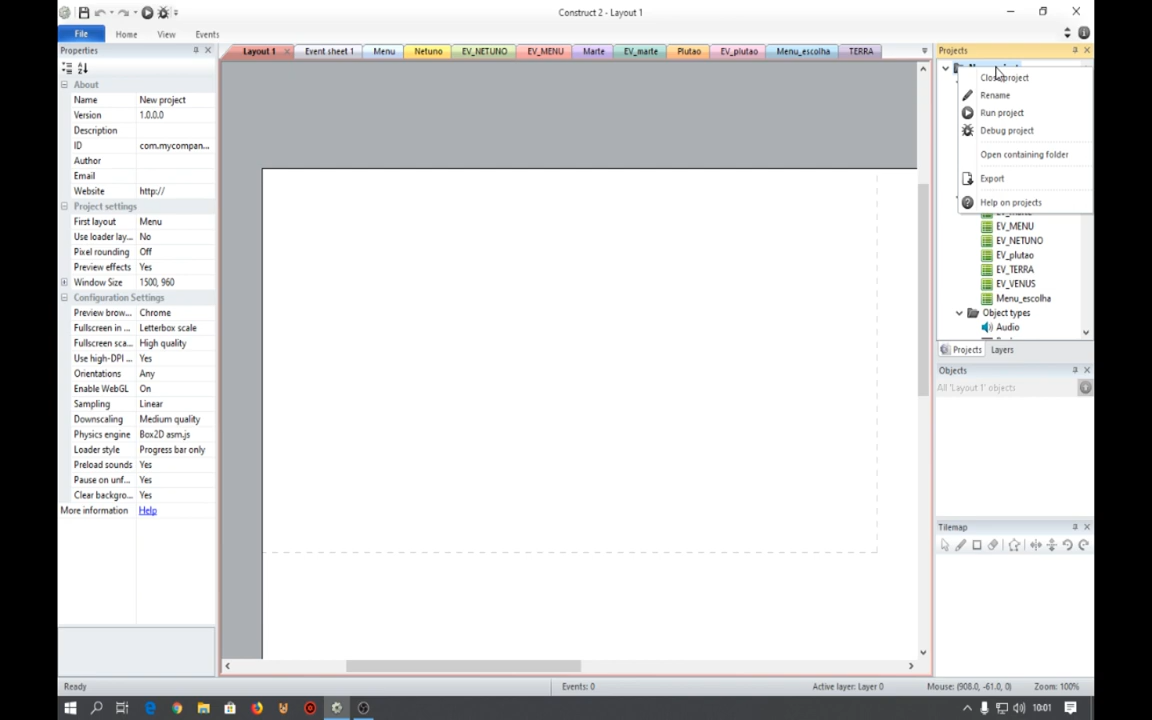 Construct 2 - Layout 1
File
Home
View
Events
Properties
Layout 1
Event sheet 1
Menu
Netuno
EV_NETUNO
EV_MENU
Marte
EV_marte
Plutao
EV_plutao
Menu_escolha
TERRA
Projects
About
Name New project
Version 1.0.0.0
Description
ID com.mycompan...
Author
Email
Website http://
Project settings
First layout Menu
Use loader lay... No
Pixel rounding Off
Preview effects Yes
Window Size 1500, 960
Configuration Settings
Preview brow... Chrome
Fullscreen in ... Letterbox scale
Fullscreen sca... High quality
Use high-DPI ... Yes
Orientations Any
Enable WebGL On
Sampling Linear
Downscaling Medium quality
Physics engine Box2D asm.js
Loader style Progress bar only
Preload sounds Yes
Pause on unf... Yes
Clear backgro... Yes
More information Help
Close project
Rename
Run project
Debug project
Open containing folder
Export
Help on projects
EV_MENU
EV_NETUNO
EV_plutao
EV_TERRA
EV_VENUS
Menu_escolha
Object types
Audio
Projects
Layers
Objects
All 'Layout 1' objects
Tilemap
Ready
Events: 0
Active layer: Layer 0
Mouse: (908.0, -61.0, 0)
Zoom: 100%
10:01